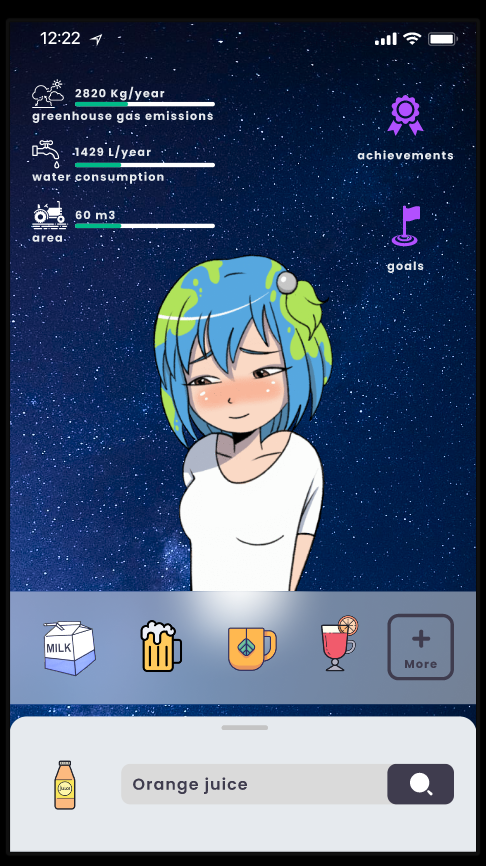 12:22
2820 Kg/year
greenhouse gas emissions
1429 L/year
water consumption
60 m3
area
achievements
goals
MILK
More
Juice
Orange juice